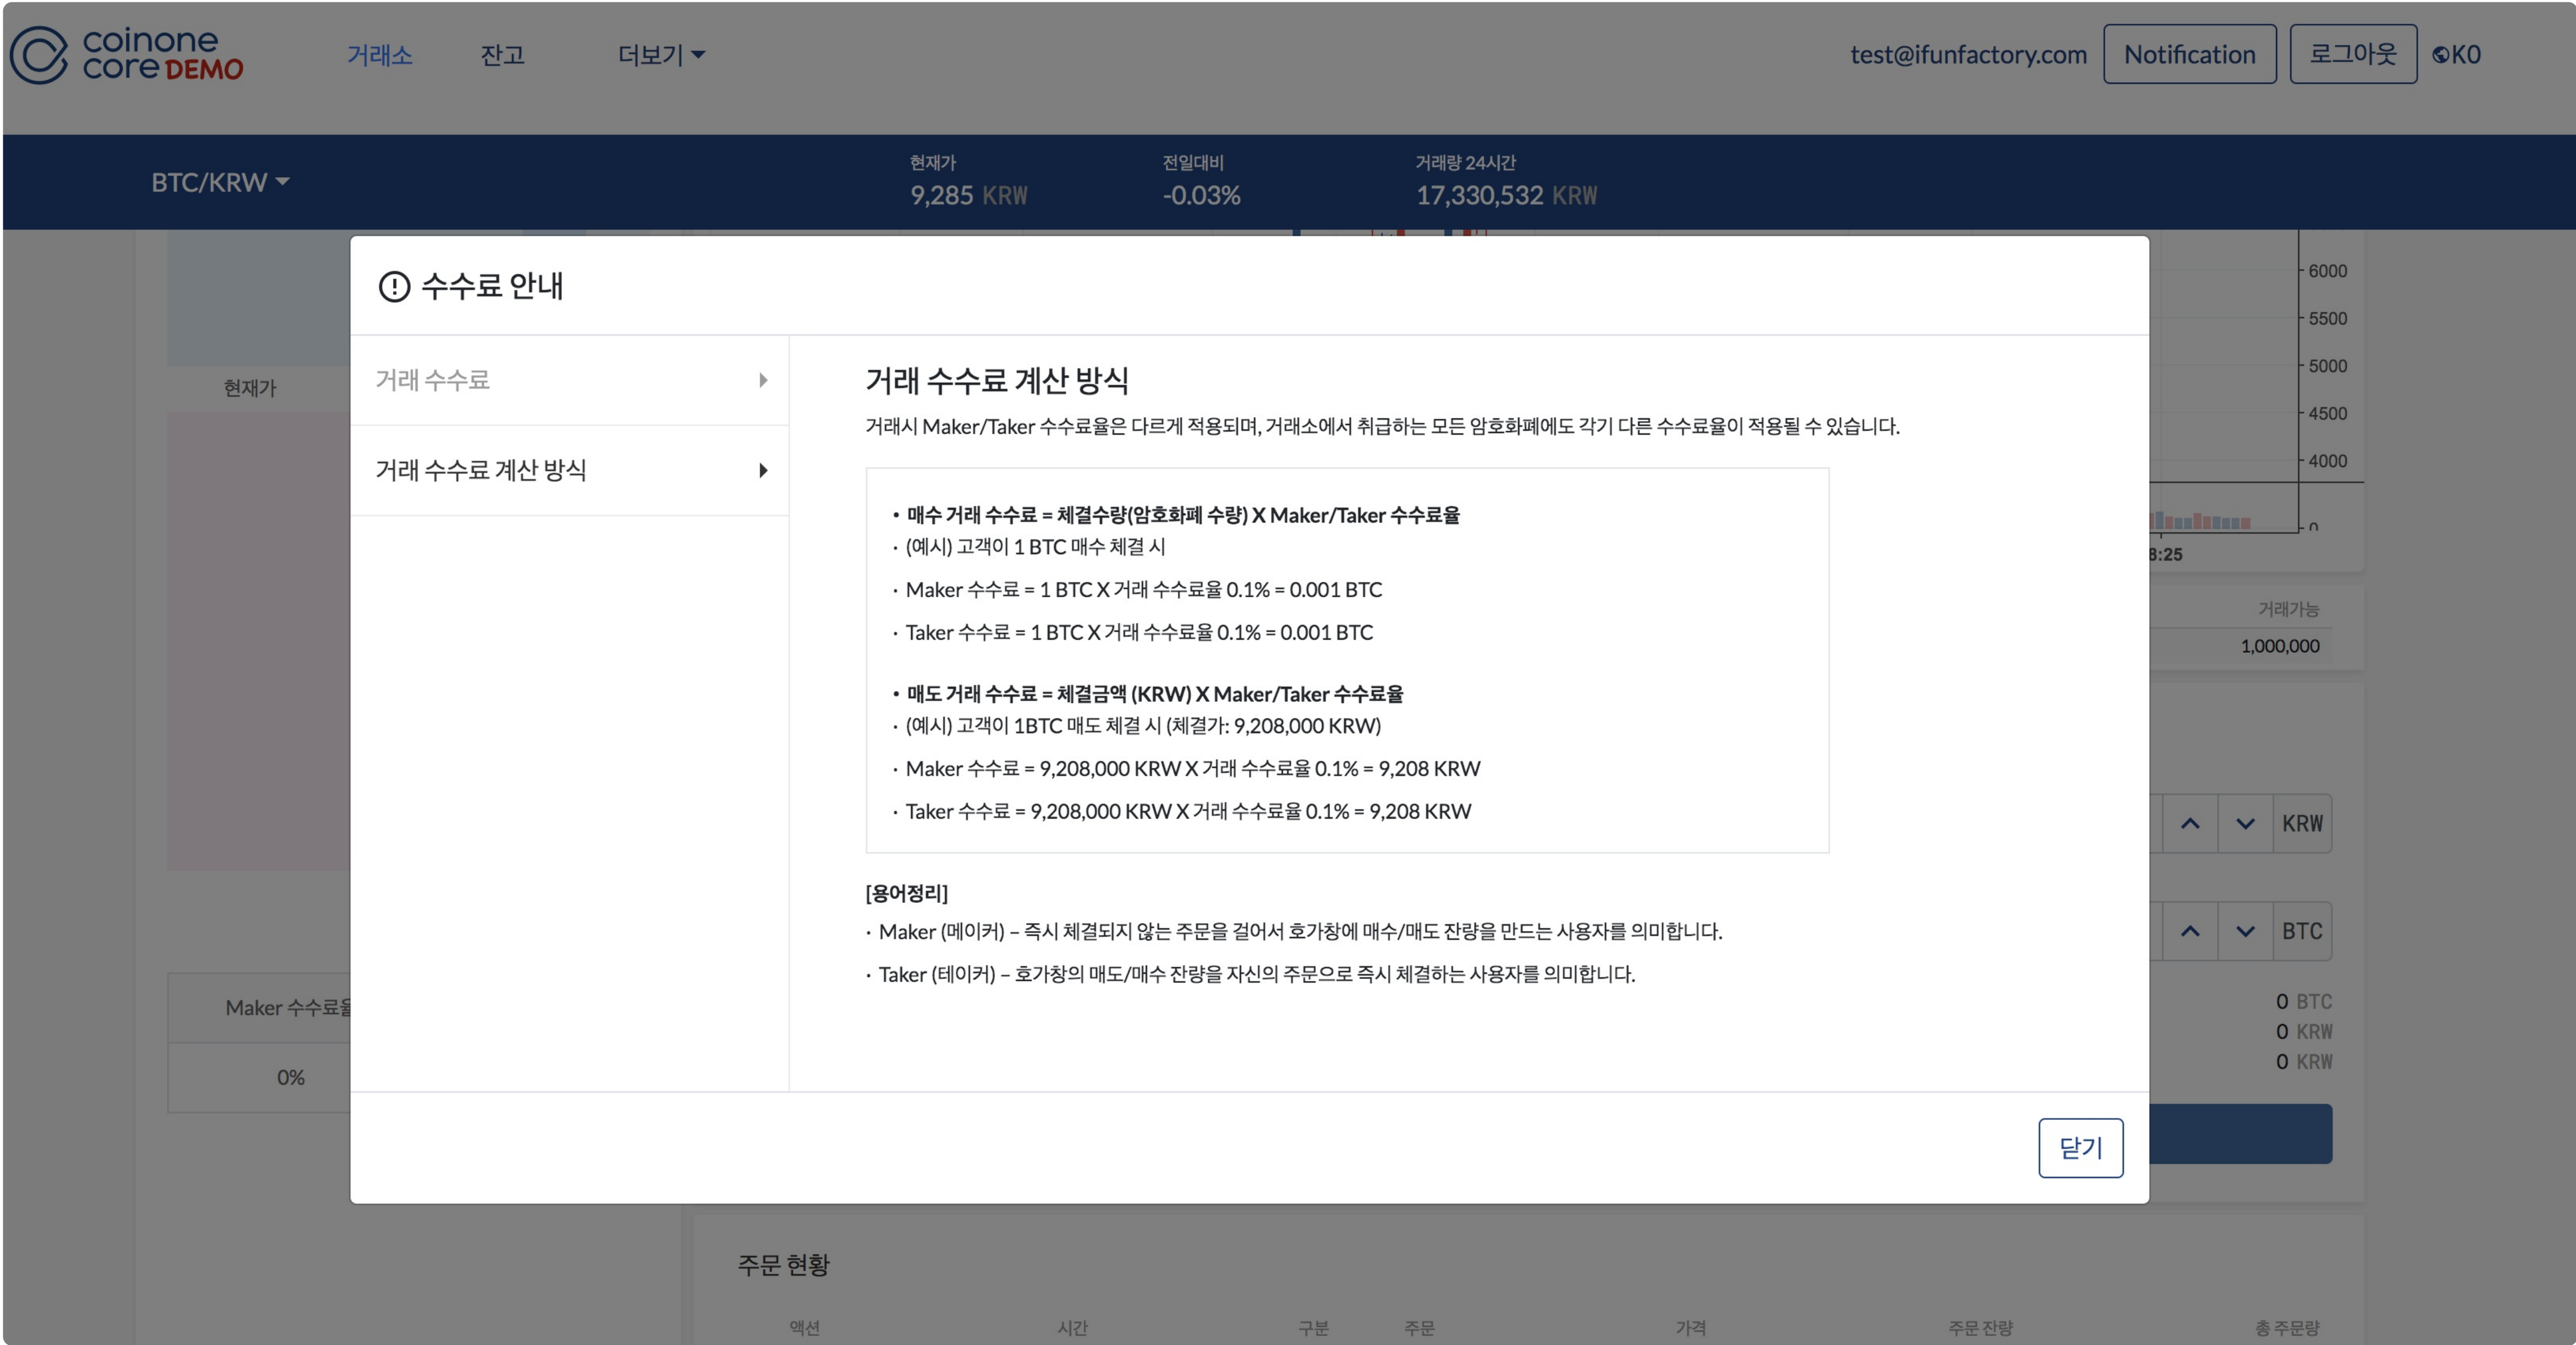 coinone
core DEMO
거래소
잔고
더보기
test@ifunfactory.com
Notification
로그아웃
KO
BTC/KRW
현재가
9,285 KRW
전일대비
-0.03%
거래량 24시간
17,330,532 KRW
수수료 안내
거래 수수료
거래 수수료 계산 방식
거래 수수료 계산 방식
거래시 Maker/Taker 수수료율은 다르게 적용되며, 거래소에서 취급하는 모든 암호화폐에도 각기 다른 수수료율이 적용될 수 있습니다.
• 매수 거래 수수료 = 체결수량(암호화폐 수량) X Maker/Taker 수수료율
· (예시) 고객이 1 BTC 매수 체결 시
· Maker 수수료 = 1 BTC X 거래 수수료율 0.1% = 0.001 BTC
· Taker 수수료 = 1 BTC X 거래 수수료율 0.1% = 0.001 BTC
• 매도 거래 수수료 = 체결금액 (KRW) X Maker/Taker 수수료율
· (예시) 고객이 1BTC 매도 체결 시 (체결가: 9,208,000 KRW)
· Maker 수수료 = 9,208,000 KRW X 거래 수수료율 0.1% = 9,208 KRW
· Taker 수수료 = 9,208,000 KRW X 거래 수수료율 0.1% = 9,208 KRW
[용어정리]
· Maker (메이커) – 즉시 체결되지 않는 주문을 걸어서 호가창에 매수/매도 잔량을 만드는 사용자를 의미합니다.
· Taker (테이커) – 호가창의 매도/매수 잔량을 자신의 주문으로 즉시 체결하는 사용자를 의미합니다.
닫기
현재가
Maker 수수료율
0%
6000
5500
5000
4500
4000
0
8:25
거래가능
1,000,000
KRW
BTC
0 BTC
0 KRW
0 KRW
주문 현황
액션
시간
구분
주문
가격
주문 잔량
총 주문량